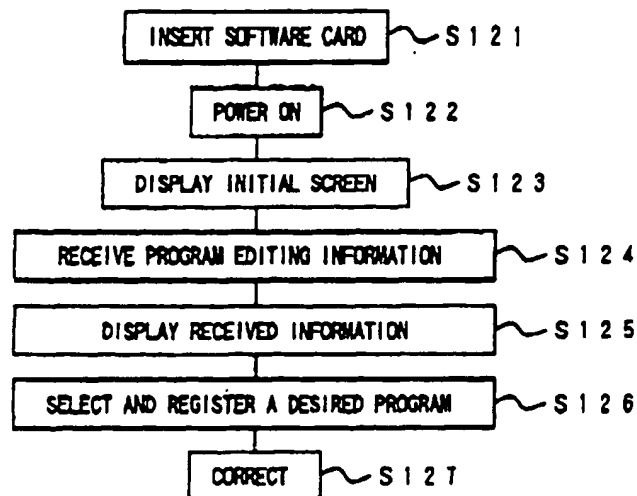 INSERT SOFTWARE CARD S121
POWER ON S122
DISPLAY INITIAL SCREEN S123
RECEIVE PROGRAM EDITING INFORMATION S124
DISPLAY RECEIVED INFORMATION S125
SELECT AND REGISTER A DESIRED PROGRAM S126
CORRECT S127